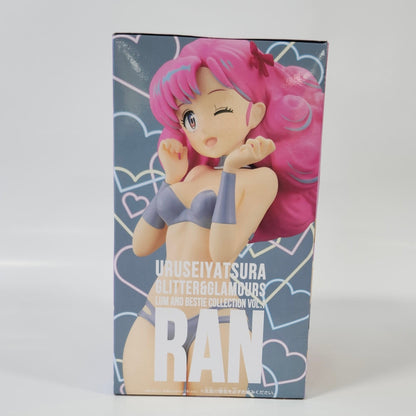 URUSEIYATSURA
GLITTER&GLAMOURS
LUM AND BESTIE COLLECTION VOL.1
RAN